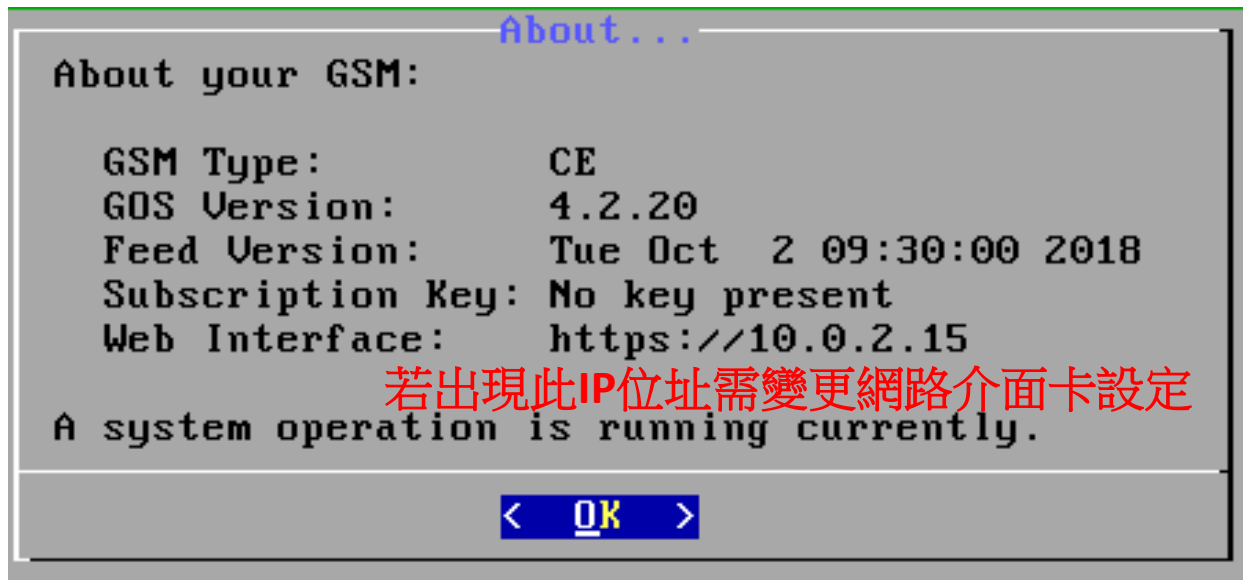 About...
About your GSM:
GSM Type: CE
GOS Version: 4.2.20
Feed Version: Tue Oct  2 09:30:00 2018
Subscription Key: No key present
Web Interface: https://10.0.2.15
若出現此IP位址需變更網路介面卡設定
A system operation is running currently.
< OK >